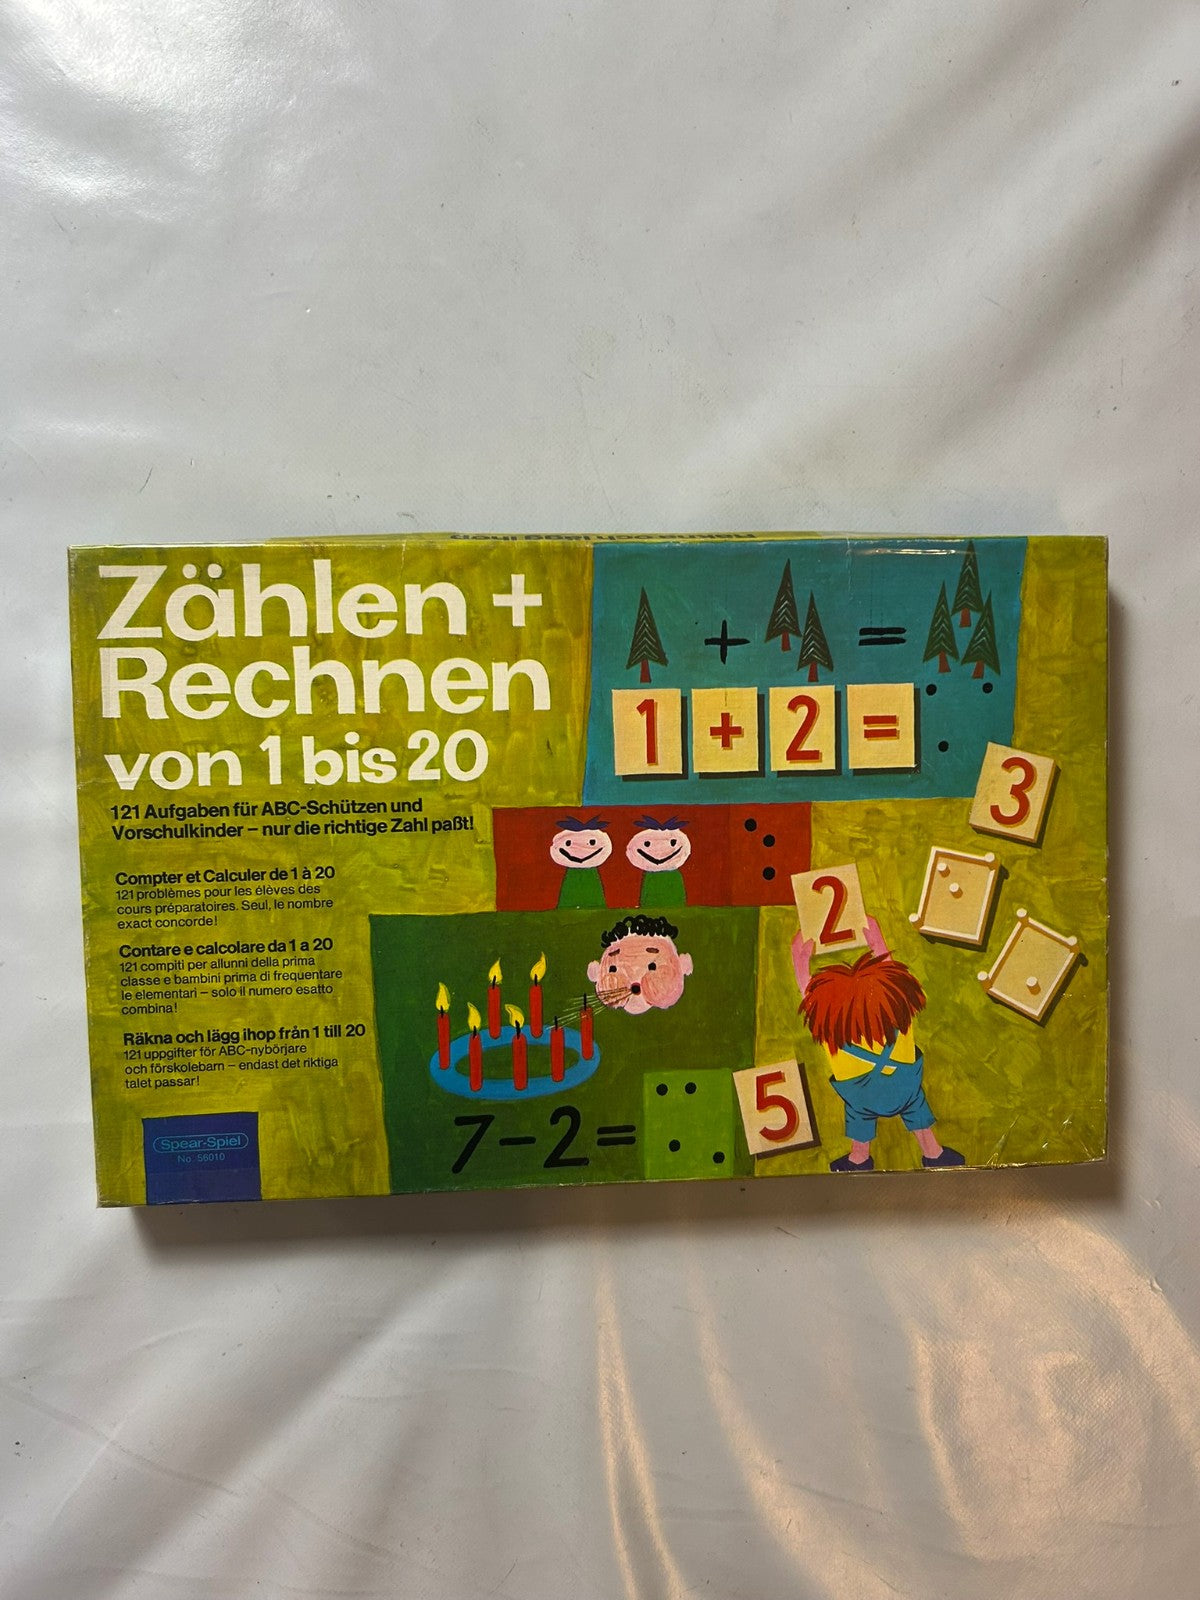 Räkna och lägg ihop
Zählen +
Rechnen
von 1 bis 20
121 Aufgaben für ABC-Schützen und
Vorschulkinder – nur die richtige Zahl paßt!
Compter et Calculer de 1 à 20
121 problèmes pour les élèves des
cours préparatoires. Seul, le nombre
exact concorde!
Contare e calcolare da 1 a 20
121 compiti per allunni della prima
classe e bambini prima di frequentare
le elementari – solo il numero esatto
combina!
Räkna och lägg ihop från 1 till 20
121 uppgifter för ABC-nybörjare
och förskolebarn – endast det riktiga
talet passar!
Spear-Spiel
No. 56010
+ =
1 + 2 =
3
2
7-2=
5